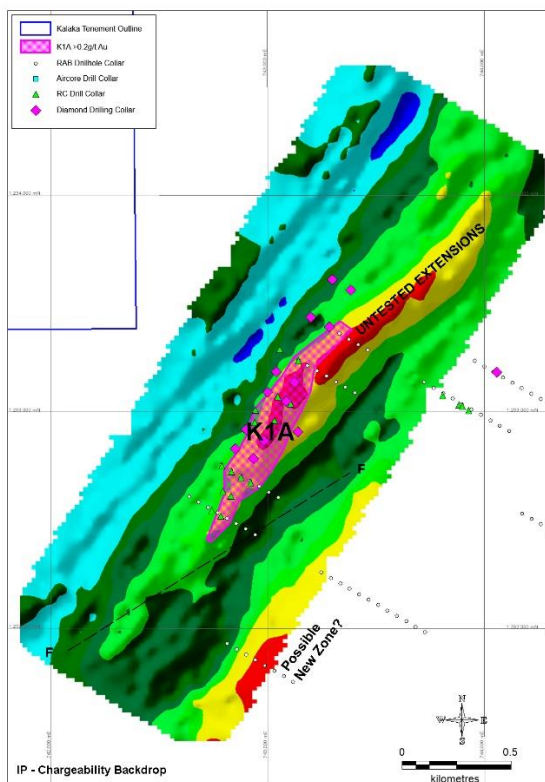 Kalaka Tenement Outline
K1A >0.2g/l Au
RAB Drillhole Collar
Aircore Drill Collar
RC Drill Collar
Diamond Drilling Collar
UNTESTED EXTENSIONS
K1A
F
F
Possible
New Zone?
N
W E
S
0 0.5
kilometres
IP - Chargeability Backdrop